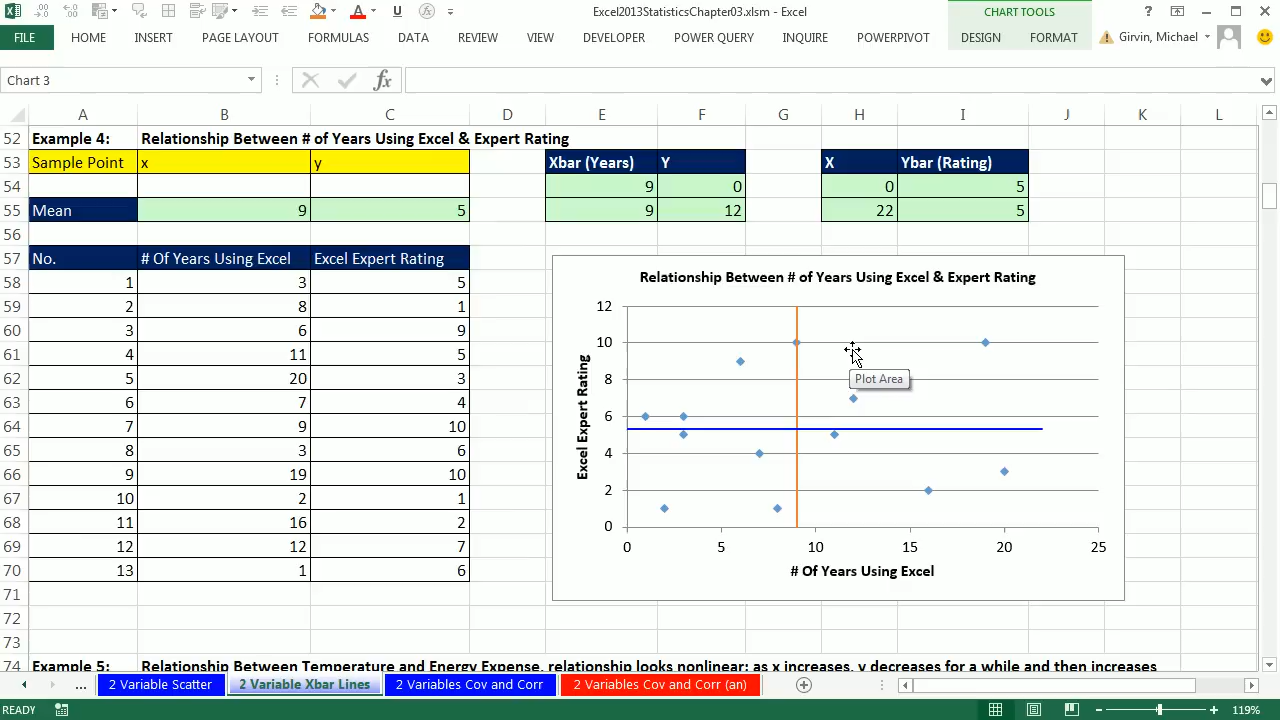 Excel2013StatisticsChapter03.xlsm - Excel
CHART TOOLS
?
FILE HOME INSERT PAGE LAYOUT FORMULAS DATA REVIEW VIEW DEVELOPER POWER QUERY INQUIRE POWERPIVOT DESIGN FORMAT Girvin, Michael
Chart 3 fx
A B C D E F G H I J K L
52 Example 4: Relationship Between # of Years Using Excel & Expert Rating
53 Sample Point x y Xbar (Years) Y X Ybar (Rating)
54 9 0 0 5
55 Mean 9 5 9 12 22 5
56
57 No. # Of Years Using Excel Excel Expert Rating
58 1 3 5
59 2 8 1
60 3 6 9
61 4 11 5
62 5 20 3
63 6 7 4
64 7 9 10
65 8 3 6
66 9 19 10
67 10 2 1
68 11 16 2
69 12 12 7
70 13 1 6
71
72
73
74 Example 5: Relationship Between Temperature and Energy Expense, relationship looks nonlinear: as x increases, y decreases for a while and then increases
Relationship Between # of Years Using Excel & Expert Rating
Excel Expert Rating
12
10
8
6
4
2
0
Plot Area
0 5 10 15 20 25
# Of Years Using Excel
... 2 Variable Scatter 2 Variable Xbar Lines 2 Variables Cov and Corr 2 Variables Cov and Corr (an)
READY 119%